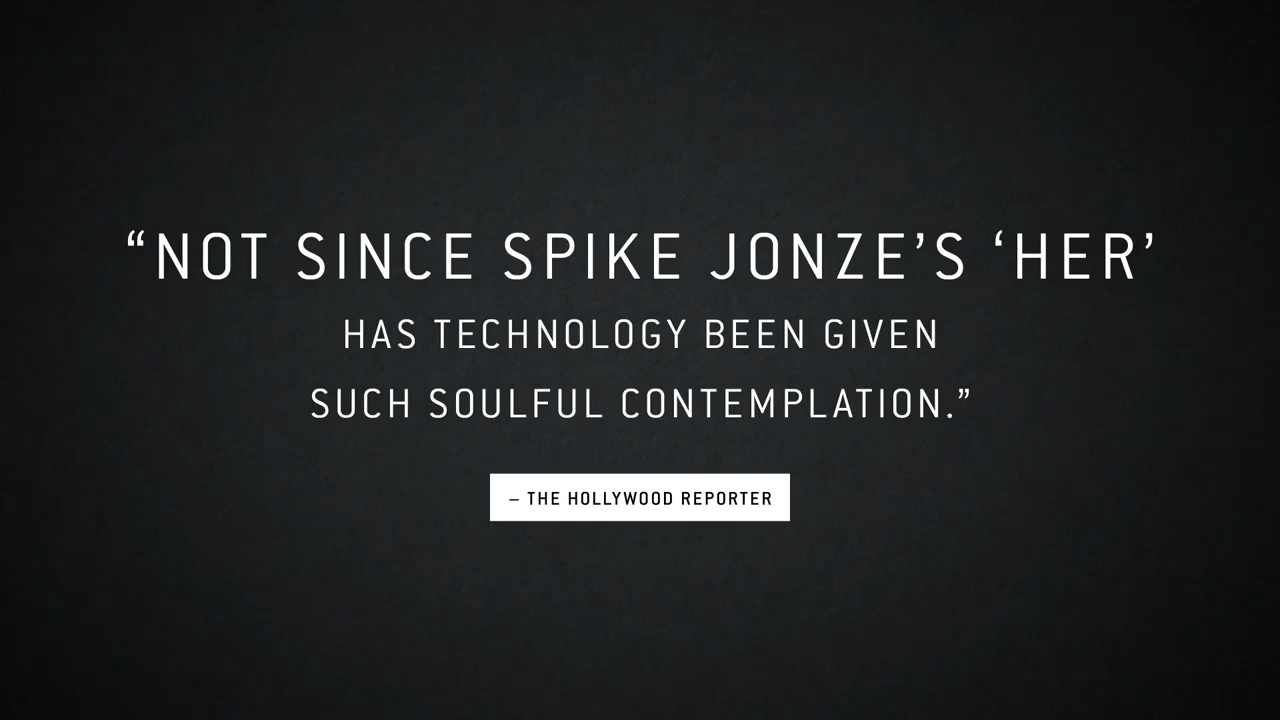 “NOT SINCE SPIKE JONZE’S ‘HER’
HAS TECHNOLOGY BEEN GIVEN
SUCH SOULFUL CONTEMPLATION.”
– THE HOLLYWOOD REPORTER